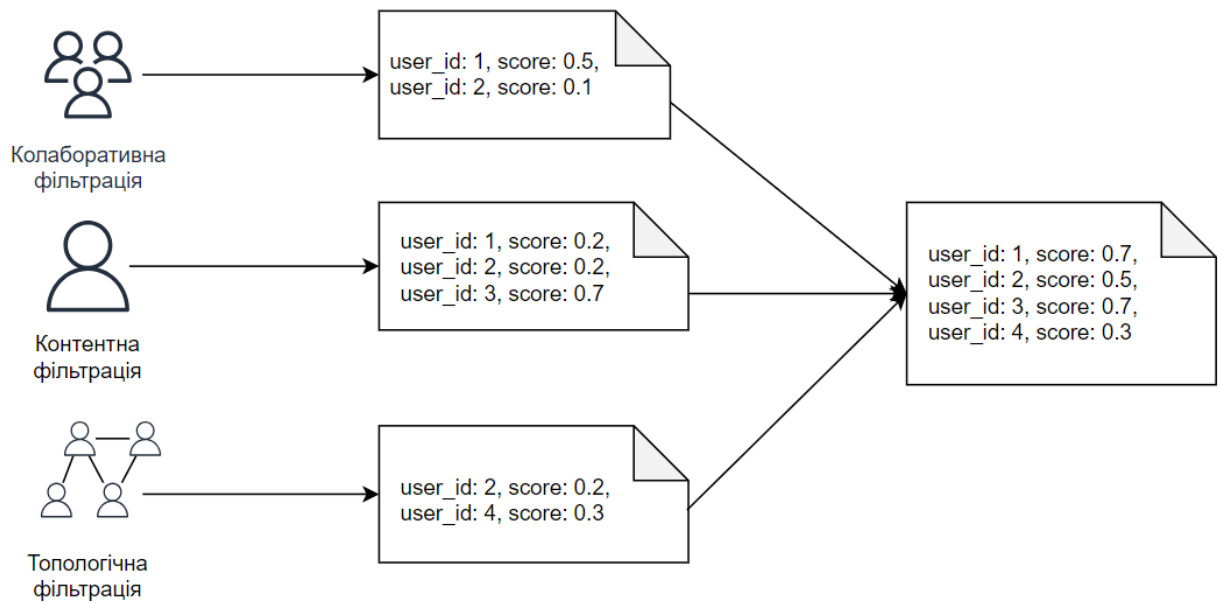 Колаборативна
фільтрація
user_id: 1, score: 0.5,
user_id: 2, score: 0.1
Контентна
фільтрація
user_id: 1, score: 0.2,
user_id: 2, score: 0.2,
user_id: 3, score: 0.7
Топологічна
фільтрація
user_id: 2, score: 0.2,
user_id: 4, score: 0.3
user_id: 1, score: 0.7,
user_id: 2, score: 0.5,
user_id: 3, score: 0.7,
user_id: 4, score: 0.3